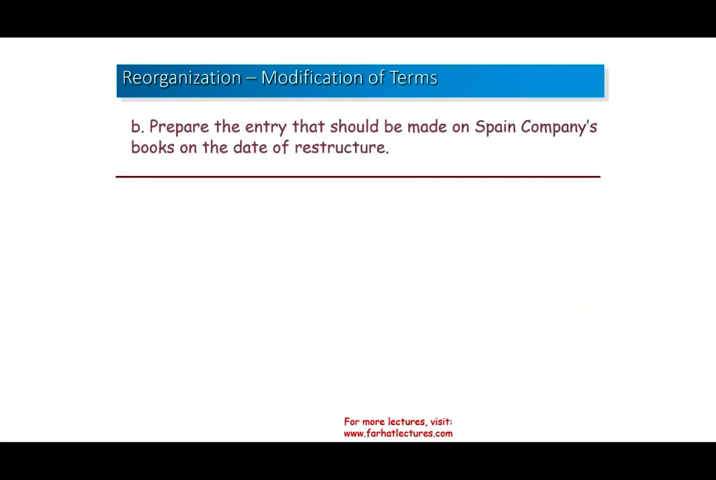 Reorganization – Modification of Terms
b. Prepare the entry that should be made on Spain Company's
books on the date of restructure.
For more lectures, visit:
www.farhatlectures.com